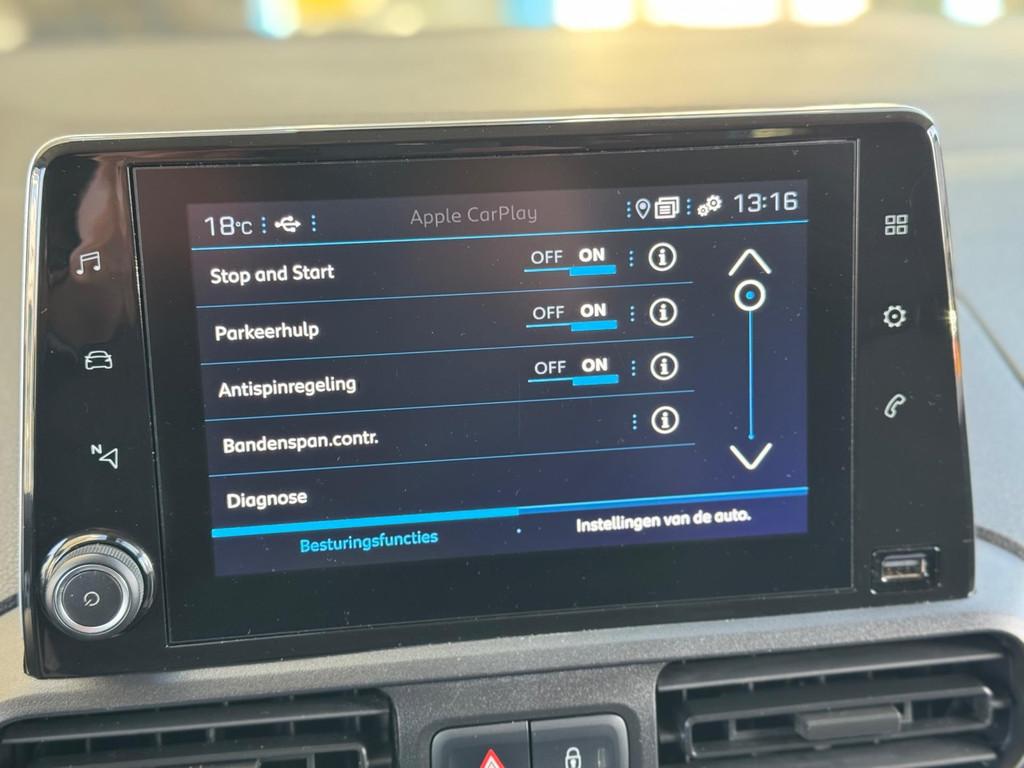 18°C Apple CarPlay 13:16
Stop and Start OFF ON
Parkeerhulp OFF ON
Antispinregeling OFF ON
Bandenspan.contr.
Diagnose
Besturingsfuncties Instellingen van de auto.
N